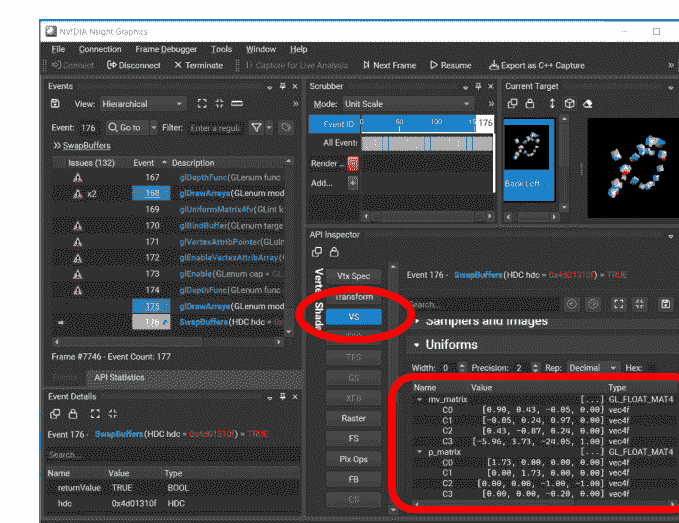 NVIDIA Nsight Graphics
File Connection Frame Debugger Tools Window Help
Connect Disconnect Terminate Capture for Live Analysis Next Frame Resume Export as C++ Capture
Events
View: Hierarchical
Event: 176 Go to Filter: Enter a regul
SwapBuffers
Issues (132) Event Description
167 glDepthFunc(GLenum func
x2 168 glDrawArrays(GLenum mod
169 glUniformMatrix4fv(GLint l
170 glBindBuffer(GLenum targe
171 glVertexAttribPointer(GLuin
172 glEnableVertexAttribArray(
173 glEnable(GLenum cap = GL
174 glDepthFunc(GLenum func
175 glDrawArrays(GLenum mod
176 SwapBuffers(HDC hdc =
Frame #7746 - Event Count: 177
Events API Statistics
Event Details
Event 176 - SwapBuffers(HDC hdc = 0x4d01310f) = TRUE
Search...
Name Value Type
returnValue TRUE BOOL
hdc 0x4d01310f HDC
Scrubber
Mode: Unit Scale
Event ID 0 50 100 15 176
All Event
Render ...
Add...
Current Target
Back Left
API Inspector
Vertex Shade
Vtx Spec
Transform
VS
TES
GS
XFB
Raster
FS
Pix Ops
FB
CS
Event 176 - SwapBuffers(HDC hdc = 0x4d01310f) = TRUE
Search...
Samplers and Images
Uniforms
Width: 0 Precision: 2 Rep: Decimal Hex:
Name Value Type
mv_matrix [...] GL_FLOAT_MAT4
C0 [0.90, 0.43, -0.05, 0.00] vec4f
C1 [-0.05, 0.24, 0.97, 0.00] vec4f
C2 [0.43, -0.87, 0.24, 0.00] vec4f
C3 [-5.96, 3.73, -24.05, 1.00] vec4f
p_matrix [...] GL_FLOAT_MAT4
C0 [1.73, 0.00, 0.00, 0.00] vec4f
C1 [0.00, 1.73, 0.00, 0.00] vec4f
C2 [0.00, 0.00, -1.00, -1.00] vec4f
C3 [0.00, 0.00, -0.20, 0.00] vec4f